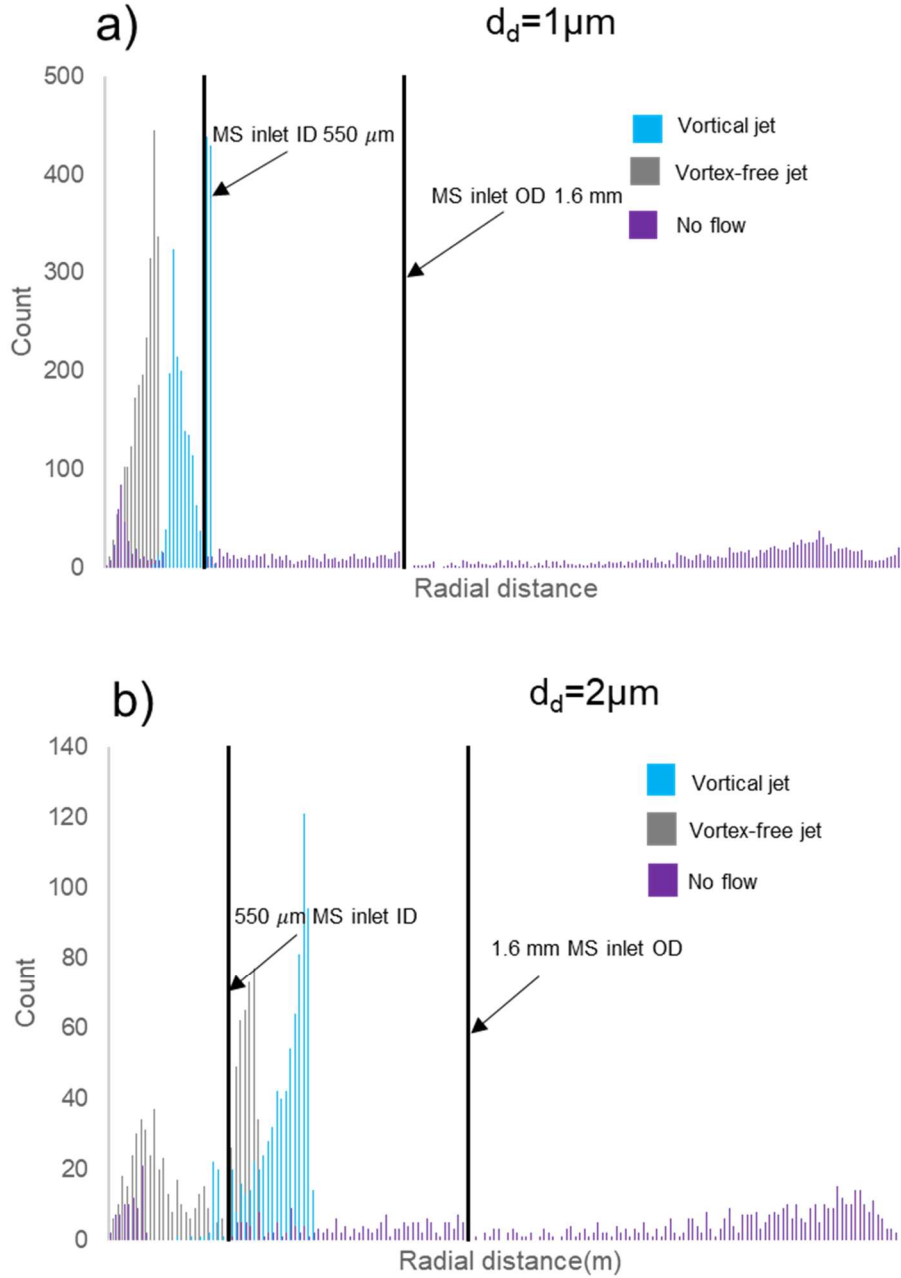 a)
d_d=1µm
500
400
300
200
100
0
Count
MS inlet ID 550 μm
MS inlet OD 1.6 mm
Vortical jet
Vortex-free jet
No flow
Radial distance
b)
d_d=2µm
140
120
100
80
60
40
20
0
Count
550 μm MS inlet ID
1.6 mm MS inlet OD
Vortical jet
Vortex-free jet
No flow
Radial distance(m)